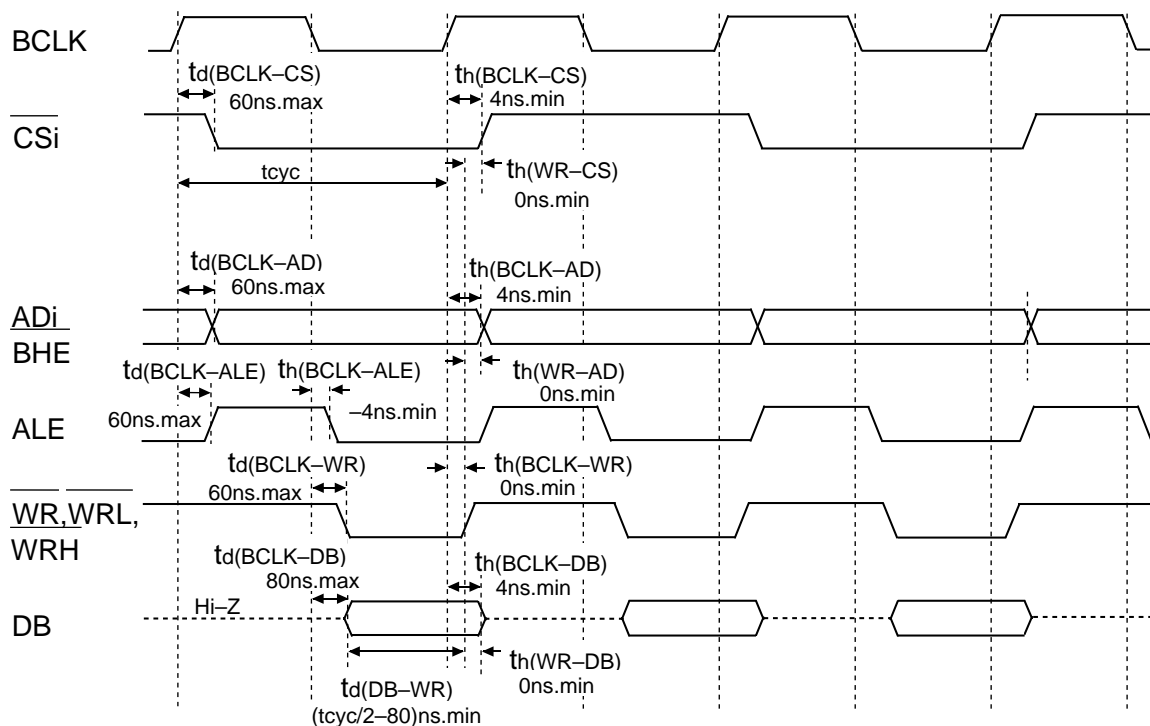 BCLK
td(BCLK–CS)
60ns.max
th(BCLK–CS)
4ns.min
CSi
tcyc
th(WR–CS)
0ns.min
td(BCLK–AD)
60ns.max
th(BCLK–AD)
4ns.min
ADi
BHE
td(BCLK–ALE)
60ns.max
th(BCLK–ALE)
–4ns.min
th(WR–AD)
0ns.min
ALE
td(BCLK–WR)
60ns.max
th(BCLK–WR)
0ns.min
WR,WRL,
WRH
td(BCLK–DB)
80ns.max
th(BCLK–DB)
4ns.min
Hi–Z
DB
td(DB–WR)
(tcyc/2–80)ns.min
th(WR–DB)
0ns.min